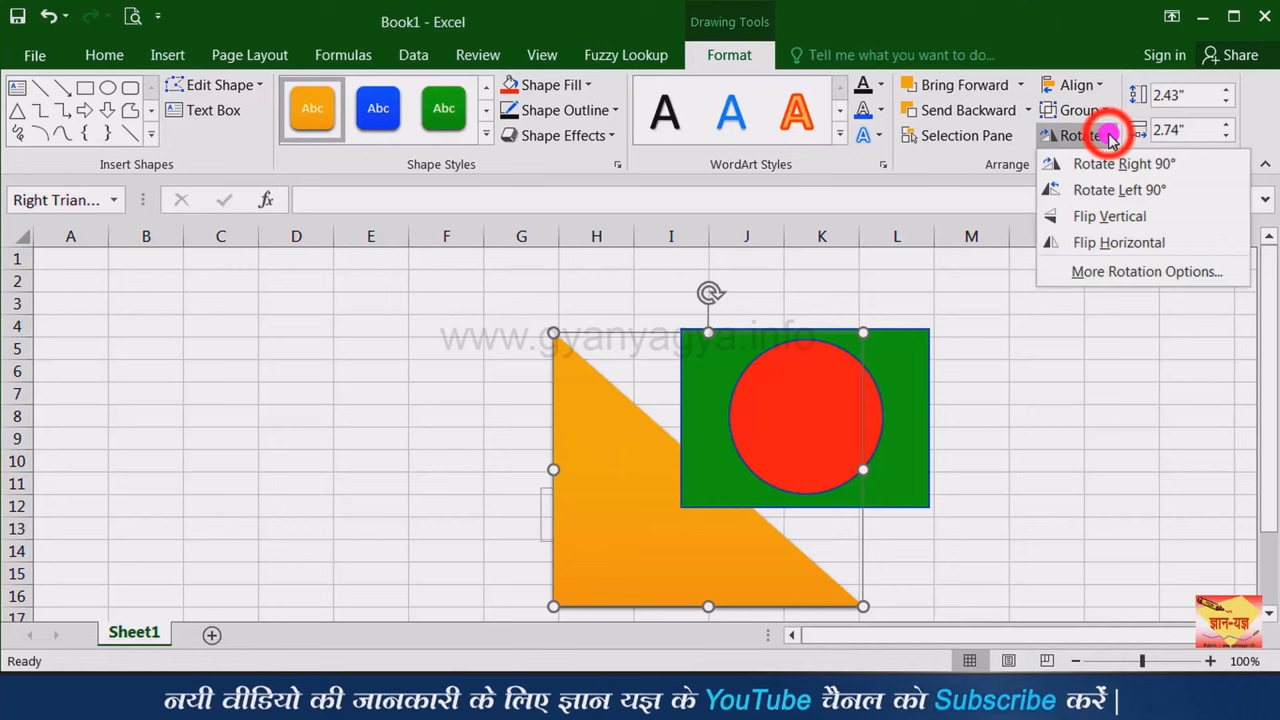 Book1 - Excel
Drawing Tools
File Home Insert Page Layout Formulas Data Review View Fuzzy Lookup Format Tell me what you want to do... Sign in Share
Edit Shape
Text Box
Insert Shapes
Abc Abc Abc
Shape Fill
Shape Outline
Shape Effects
Shape Styles
A A A
WordArt Styles
Bring Forward
Send Backward
Selection Pane
Align
Group
Rotate
Arrange
2.43"
2.74"
Rotate Right 90°
Rotate Left 90°
Flip Vertical
Flip Horizontal
More Rotation Options...
Right Trian...
fx
A B C D E F G H I J K L M
1
2
3
4
5
6
7
8
9
10
11
12
13
14
15
16
17
www.gyanyagya.info
Sheet1
ज्ञान-यज्ञ
Ready
100%
नयी वीडियो की जानकारी के लिए ज्ञान यज्ञ के YouTube चैनल को Subscribe करें |